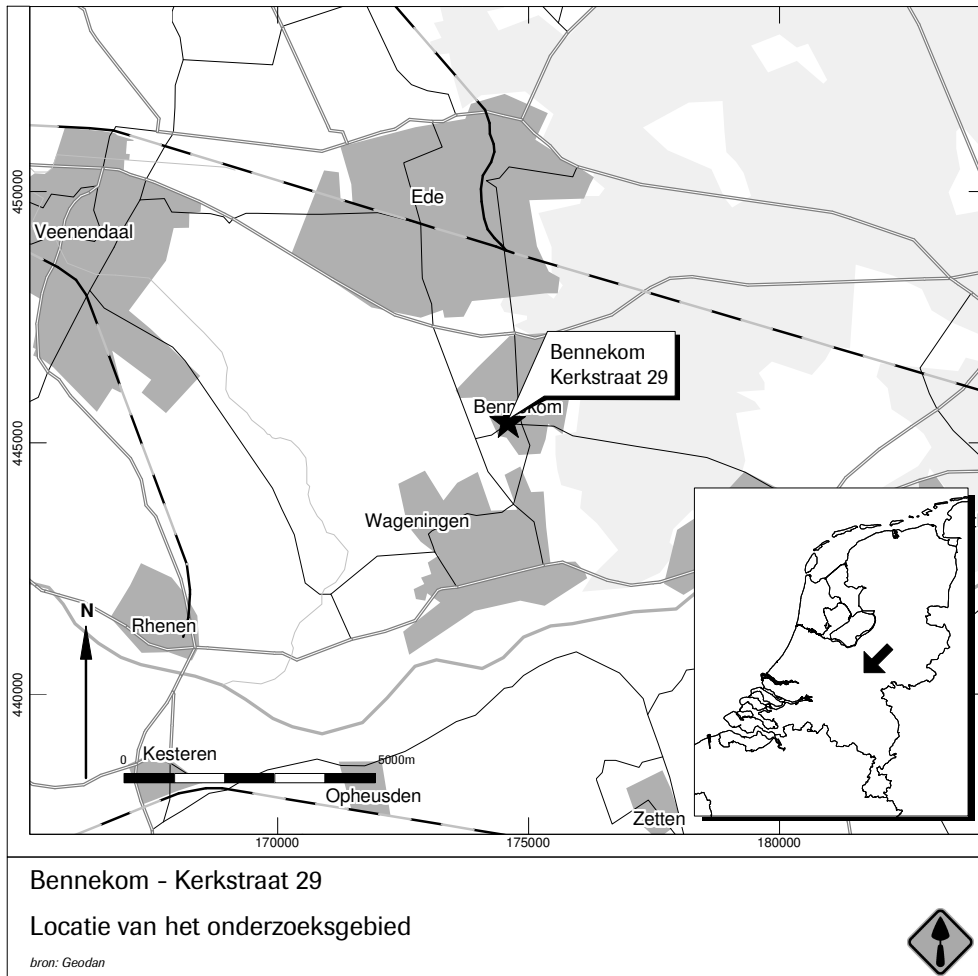 450000
445000
440000
170000
175000
180000
Ede
Veenendaal
Bennekom
Kerkstraat 29
Bennekom
Wageningen
N
Rhenen
Kesteren
0
5000m
Opheusden
Zetten
Bennekom - Kerkstraat 29
Locatie van het onderzoeksgebied
bron: Geodan